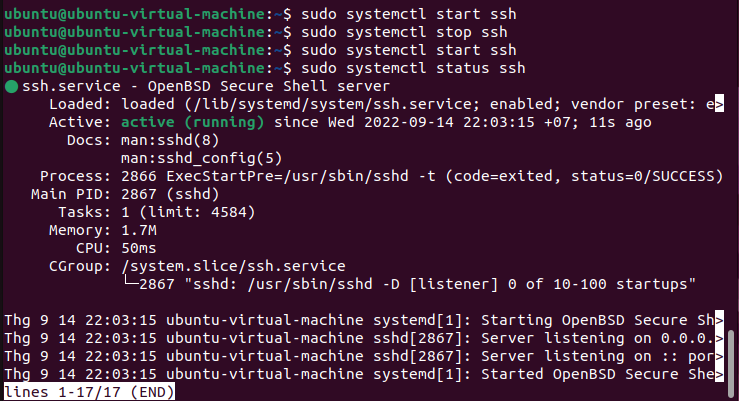 ubuntu@ubuntu-virtual-machine:~$ sudo systemctl start ssh
ubuntu@ubuntu-virtual-machine:~$ sudo systemctl stop ssh
ubuntu@ubuntu-virtual-machine:~$ sudo systemctl start ssh
ubuntu@ubuntu-virtual-machine:~$ sudo systemctl status ssh
● ssh.service - OpenBSD Secure Shell server
     Loaded: loaded (/lib/systemd/system/ssh.service; enabled; vendor preset: e>
     Active: active (running) since Wed 2022-09-14 22:03:15 +07; 11s ago
       Docs: man:sshd(8)
             man:sshd_config(5)
    Process: 2866 ExecStartPre=/usr/sbin/sshd -t (code=exited, status=0/SUCCESS)
   Main PID: 2867 (sshd)
      Tasks: 1 (limit: 4584)
     Memory: 1.7M
        CPU: 50ms
     CGroup: /system.slice/ssh.service
             └─2867 "sshd: /usr/sbin/sshd -D [listener] 0 of 10-100 startups"

Thg 9 14 22:03:15 ubuntu-virtual-machine systemd[1]: Starting OpenBSD Secure Sh>
Thg 9 14 22:03:15 ubuntu-virtual-machine sshd[2867]: Server listening on 0.0.0.>
Thg 9 14 22:03:15 ubuntu-virtual-machine sshd[2867]: Server listening on :: por>
Thg 9 14 22:03:15 ubuntu-virtual-machine systemd[1]: Started OpenBSD Secure She>
lines 1-17/17 (END)